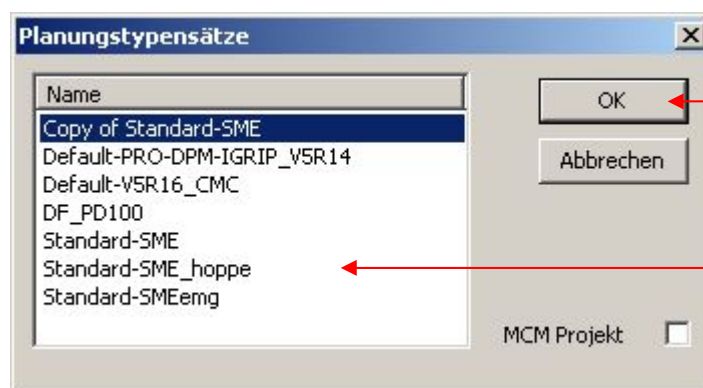 Planungstypensätze
Name
Copy of Standard-SME
Default-PRO-DPM-IGRIP_V5R14
Default-V5R16_CMC
DF_PD100
Standard-SME
Standard-SME_hoppe
Standard-SMEemg
OK
Abbrechen
MCM Projekt